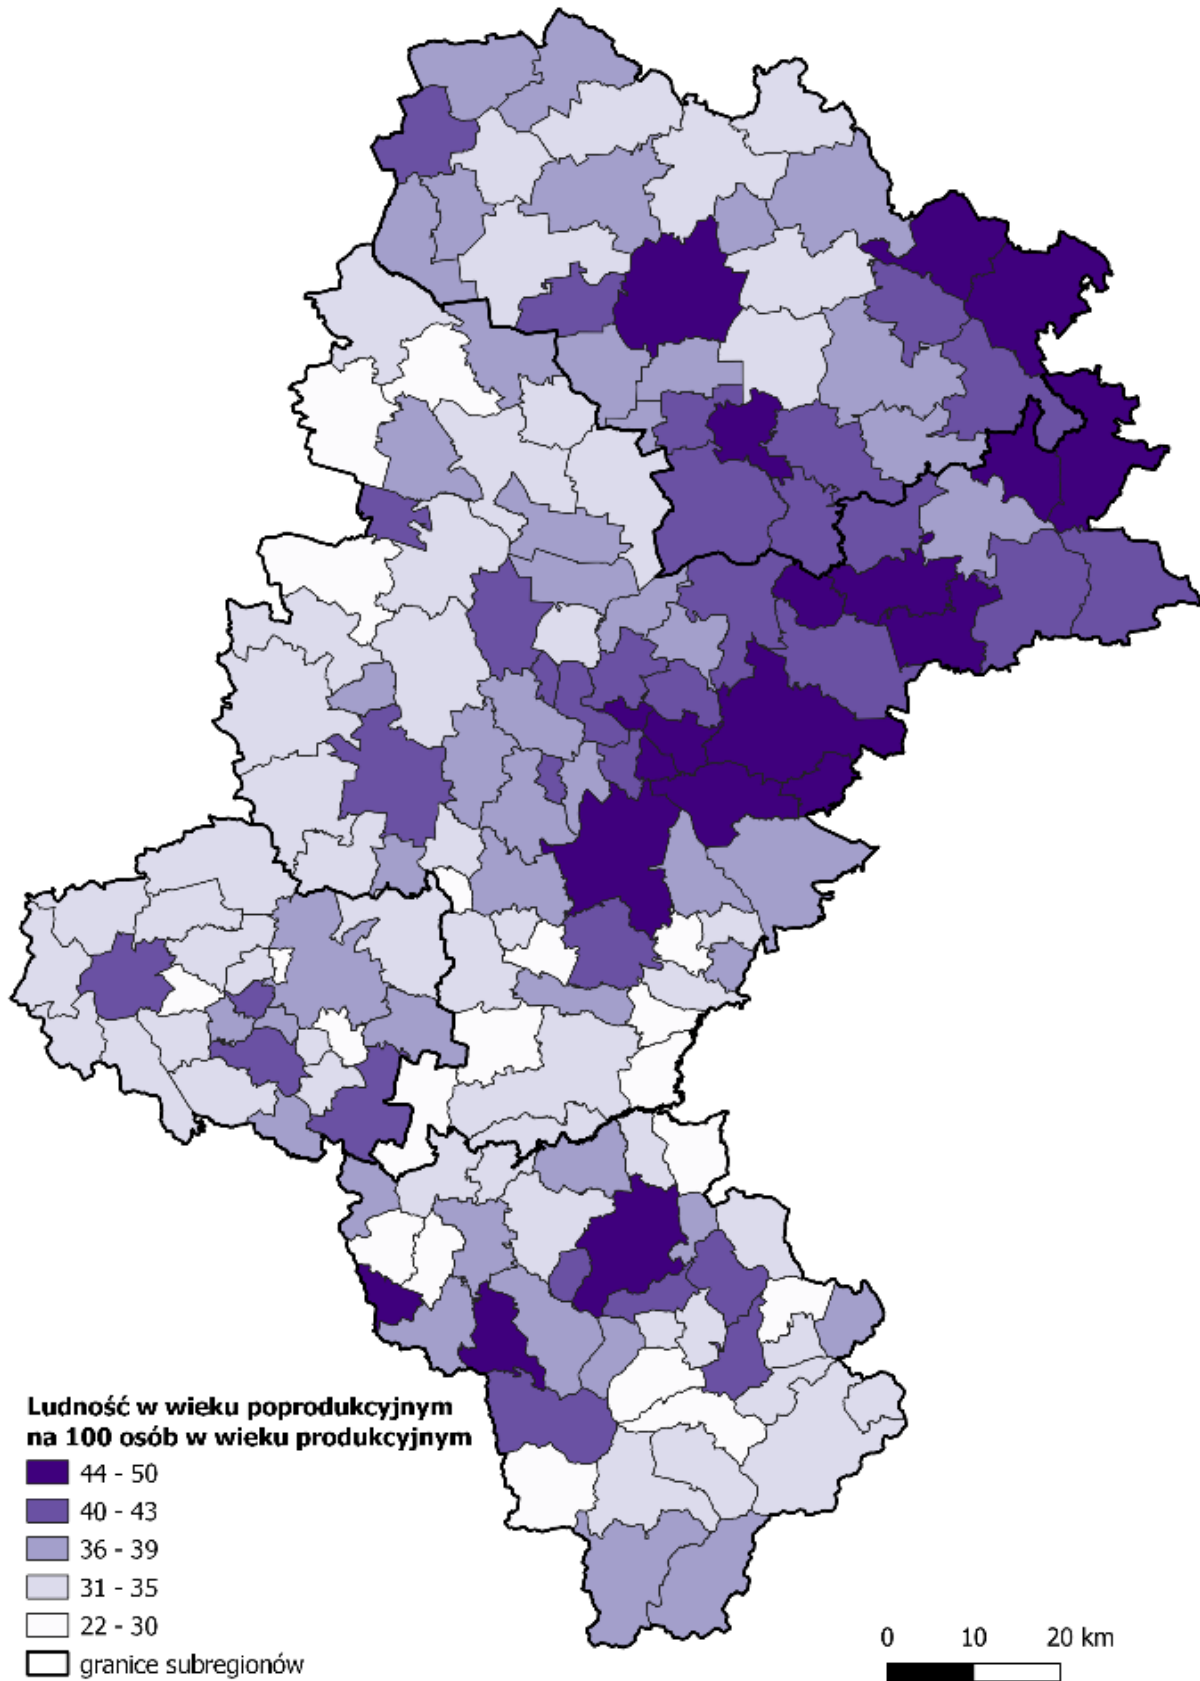 Ludność w wieku poprodukcyjnym
na 100 osób w wieku produkcyjnym
44 - 50
40 - 43
36 - 39
31 - 35
22 - 30
granice subregionów
0 10 20 km